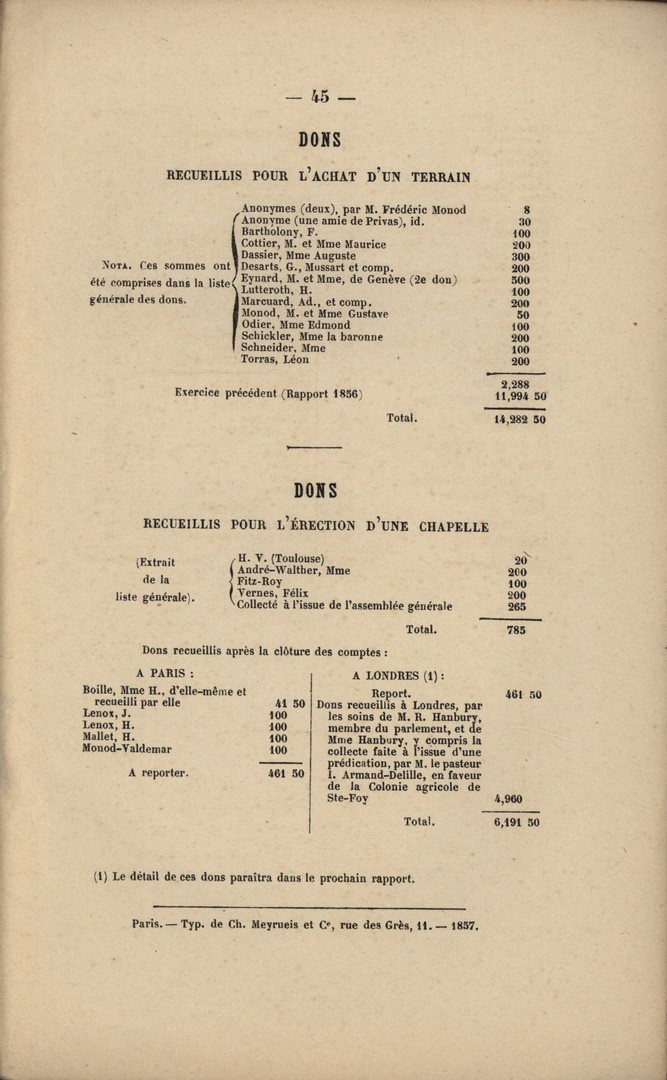 — 45 —
DONS
RECUEILLIS POUR L'ACHAT D'UN TERRAIN
NOTA. Ces sommes ont
été comprises dans la liste
générale des dons.
Anonymes (deux), par M. Frédéric Monod 8
Anonyme (une amie de Privas), id. 30
Bartholony, F. 100
Cottier, M. et Mme Maurice 200
Dassier, Mme Auguste 300
Desarts, G., Mussart et comp. 200
Eynard, M. et Mme, de Genève (2e don) 500
Lutteroth, H. 100
Marcuard, Ad., et comp. 200
Monod, M. et Mme Gustave 50
Odier, Mme Edmond 100
Schickler, Mme la baronne 200
Schneider, Mme 100
Torras, Léon 200
2,288
Exercice précédent (Rapport 1856) 11,994 50
Total. 14,282 50
DONS
RECUEILLIS POUR L'ÉRECTION D'UNE CHAPELLE
(Extrait
de la
liste générale).
H. V. (Toulouse) 20
André-Walther, Mme 200
Fitz-Roy 100
Vernes, Félix 200
Collecté à l'issue de l'assemblée générale 265
Total. 785
Dons recueillis après la clôture des comptes :
A PARIS :
Boille, Mme H., d'elle-même et
recueilli par elle 41 50
Lenox, J. 100
Lenox, H. 100
Mallet, H. 100
Monod-Valdemar 100
A reporter. 461 50
A LONDRES (1) :
Report. 461 50
Dons recueillis à Londres, par
les soins de M. R. Hanbury,
membre du parlement, et de
Mme Hanbury, y compris la
collecte faite à l'issue d'une
prédication, par M. le pasteur
I. Armand-Delille, en faveur
de la Colonie agricole de
Ste-Foy 4,960
Total. 6,191 50
(1) Le détail de ces dons paraîtra dans le prochain rapport.
Paris. — Typ. de Ch. Meyrueis et Ce, rue des Grès, 11. — 1857.